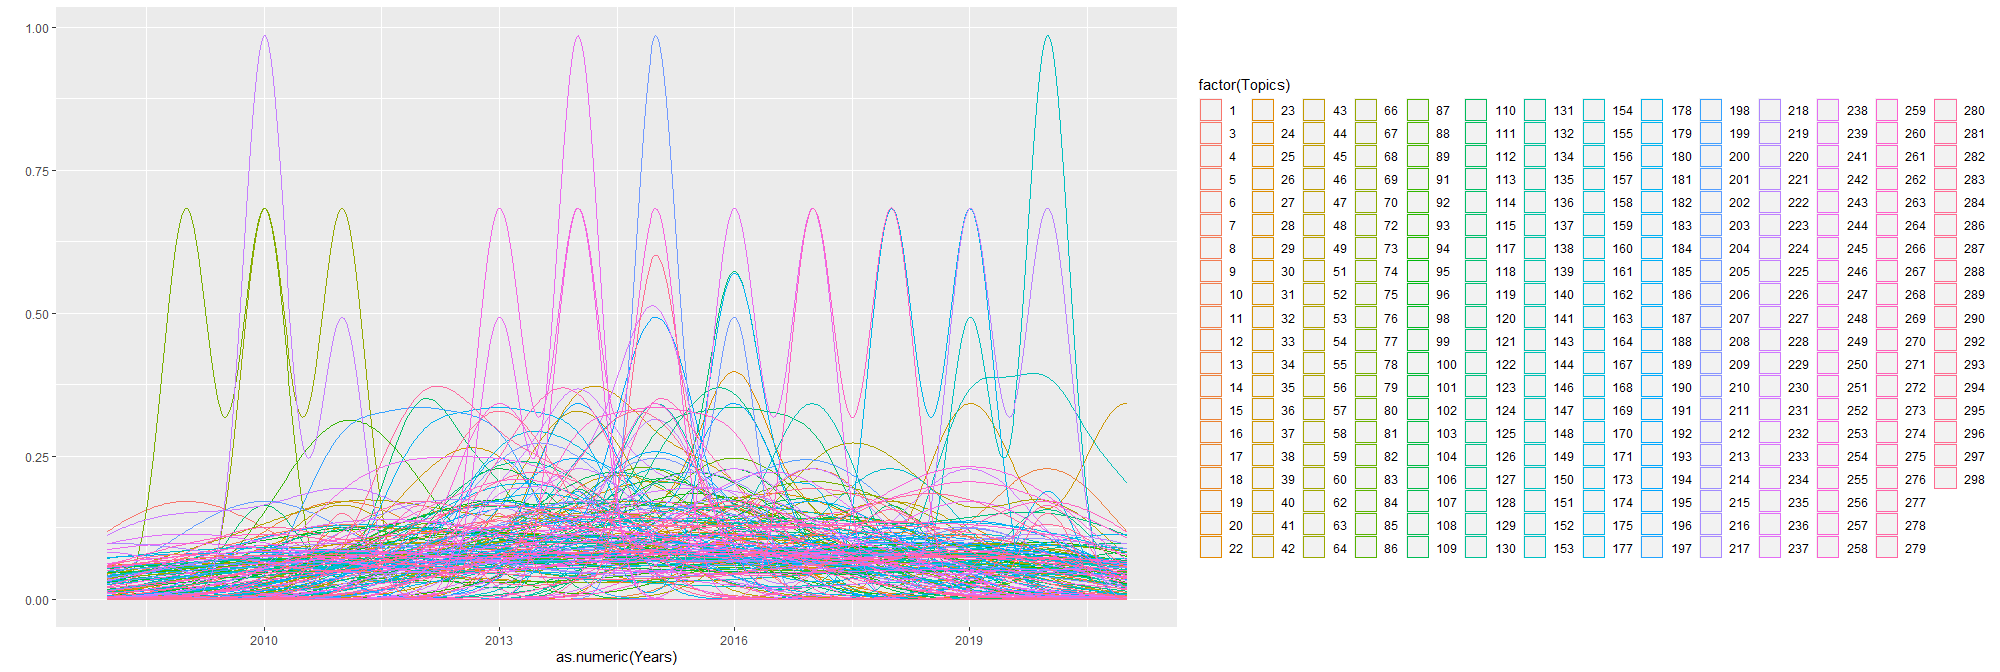 1.00
0.75
0.50
0.25
0.00
2010 2013 2016 2019
as.numeric(Years)
factor(Topics)
1 23 43 66 87 110 131 154 178 198 218 238 259 280
3 24 44 67 88 111 132 155 179 199 219 239 260 281
4 25 45 68 89 112 134 156 180 200 220 241 261 282
5 26 46 69 91 113 135 157 181 201 221 242 262 283
6 27 47 70 92 114 136 158 182 202 222 243 263 284
7 28 48 72 93 115 137 159 183 203 223 244 264 286
8 29 49 73 94 117 138 160 184 204 224 245 266 287
9 30 51 74 95 118 139 161 185 205 225 246 267 288
10 31 52 75 96 119 140 162 186 206 226 247 268 289
11 32 53 76 98 120 141 163 187 207 227 248 269 290
12 33 54 77 99 121 143 164 188 208 228 249 270 292
13 34 55 78 100 122 144 167 189 209 229 250 271 293
14 35 56 79 101 123 146 168 190 210 230 251 272 294
15 36 57 80 102 124 147 169 191 211 231 252 273 295
16 37 58 81 103 125 148 170 192 212 232 253 274 296
17 38 59 82 104 126 149 171 193 213 233 254 275 297
18 39 60 83 106 127 150 173 194 214 234 255 276 298
19 40 62 84 107 128 151 174 195 215 235 256 277
20 41 63 85 108 129 152 175 196 216 236 257 278
22 42 64 86 109 130 153 177 197 217 237 258 279